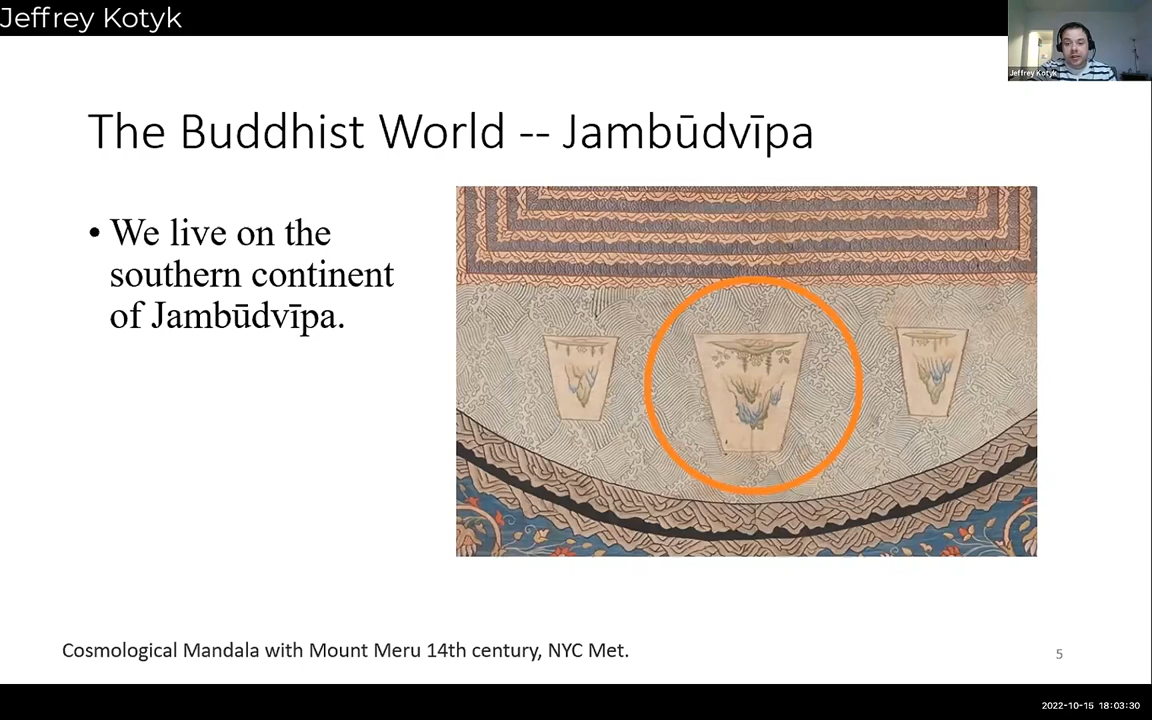 Jeffrey Kotyk
Jeffrey Kotyk
The Buddhist World -- Jambūdvīpa
• We live on the
southern continent
of Jambūdvīpa.
Cosmological Mandala with Mount Meru 14th century, NYC Met.
5
2022-10-15 18:03:30